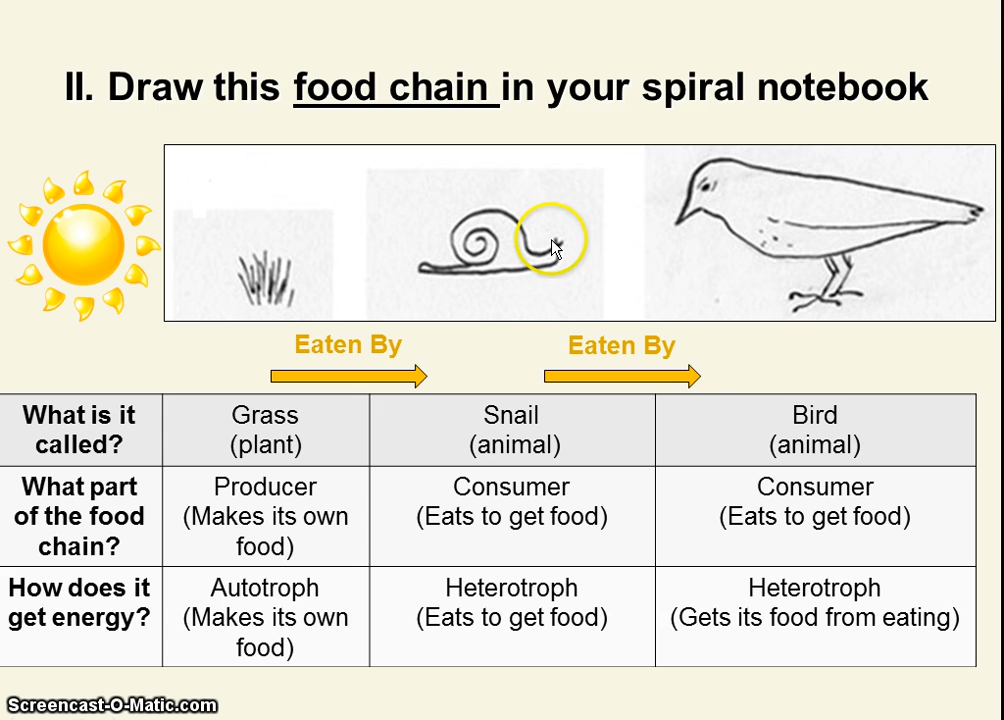 II. Draw this food chain in your spiral notebook
Eaten By
Eaten By
What is it
called?
Grass
(plant)
Snail
(animal)
Bird
(animal)
What part
of the food
chain?
Producer
(Makes its own
food)
Consumer
(Eats to get food)
Consumer
(Eats to get food)
How does it
get energy?
Autotroph
(Makes its own
food)
Heterotroph
(Eats to get food)
Heterotroph
(Gets its food from eating)
Screencast-O-Matic.com